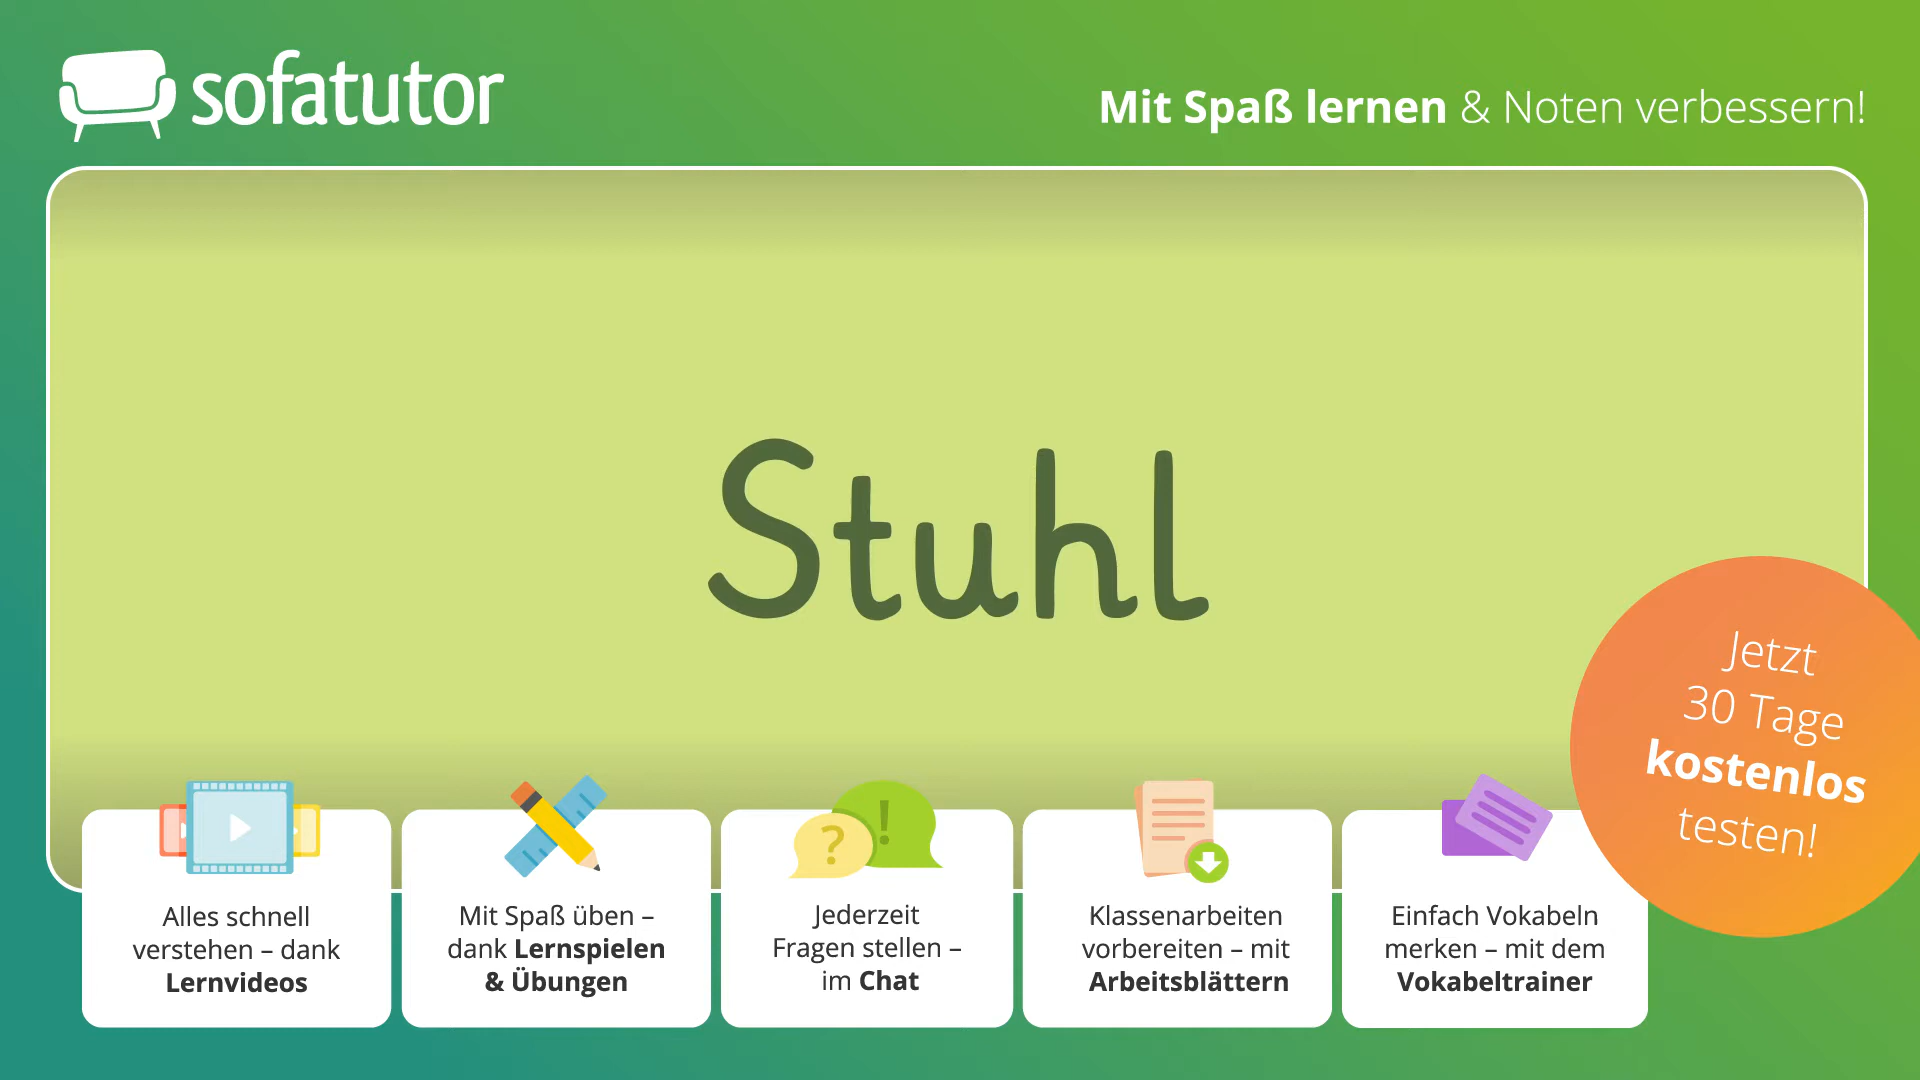 sofatutor
Mit Spaß lernen & Noten verbessern!
Stuhl
Jetzt
30 Tage
kostenlos
testen!
Alles schnell
verstehen – dank
Lernvideos
Mit Spaß üben –
dank Lernspielen
& Übungen
? !
Jederzeit
Fragen stellen –
im Chat
Klassenarbeiten
vorbereiten – mit
Arbeitsblättern
Einfach Vokabeln
merken – mit dem
Vokabeltrainer